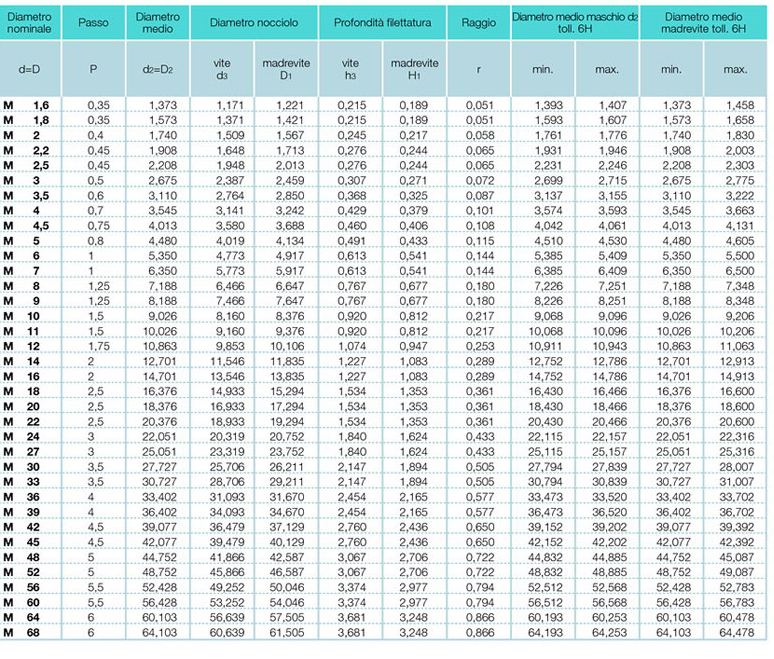 Diametro nominale Passo Diametro medio Diametro nocciolo Profondità filettatura Raggio Diametro medio maschio d2 toll. 6H Diametro medio madrevite toll. 6H
d=D P d2=D2 vite d3 madrevite D1 vite h3 madrevite H1 r min. max. min. max.
M 1,6 0,35 1,373 1,171 1,221 0,215 0,189 0,051 1,393 1,407 1,373 1,458
M 1,8 0,35 1,573 1,371 1,421 0,215 0,189 0,051 1,593 1,607 1,573 1,658
M 2 0,4 1,740 1,509 1,567 0,245 0,217 0,058 1,761 1,776 1,740 1,830
M 2,2 0,45 1,908 1,648 1,713 0,276 0,244 0,065 1,931 1,946 1,908 2,003
M 2,5 0,45 2,208 1,948 2,013 0,276 0,244 0,065 2,231 2,246 2,208 2,303
M 3 0,5 2,675 2,387 2,459 0,307 0,271 0,072 2,699 2,715 2,675 2,775
M 3,5 0,6 3,110 2,764 2,850 0,368 0,325 0,087 3,137 3,155 3,110 3,222
M 4 0,7 3,545 3,141 3,242 0,429 0,379 0,101 3,574 3,593 3,545 3,663
M 4,5 0,75 4,013 3,580 3,688 0,460 0,406 0,108 4,042 4,061 4,013 4,131
M 5 0,8 4,480 4,019 4,134 0,491 0,433 0,115 4,510 4,530 4,480 4,605
M 6 1 5,350 4,773 4,917 0,613 0,541 0,144 5,385 5,409 5,350 5,500
M 7 1 6,350 5,773 5,917 0,613 0,541 0,144 6,385 6,409 6,350 6,500
M 8 1,25 7,188 6,466 6,647 0,767 0,677 0,180 7,226 7,251 7,188 7,348
M 9 1,25 8,188 7,466 7,647 0,767 0,677 0,180 8,226 8,251 8,188 8,348
M 10 1,5 9,026 8,160 8,376 0,920 0,812 0,217 9,068 9,096 9,026 9,206
M 11 1,5 10,026 9,160 9,376 0,920 0,812 0,217 10,068 10,096 10,026 10,206
M 12 1,75 10,863 9,853 10,106 1,074 0,947 0,253 10,911 10,943 10,863 11,063
M 14 2 12,701 11,546 11,835 1,227 1,083 0,289 12,752 12,786 12,701 12,913
M 16 2 14,701 13,546 13,835 1,227 1,083 0,289 14,752 14,786 14,701 14,913
M 18 2,5 16,376 14,933 15,294 1,534 1,353 0,361 16,430 16,466 16,376 16,600
M 20 2,5 18,376 16,933 17,294 1,534 1,353 0,361 18,430 18,466 18,376 18,600
M 22 2,5 20,376 18,933 19,294 1,534 1,353 0,361 20,430 20,466 20,376 20,600
M 24 3 22,051 20,319 20,752 1,840 1,624 0,433 22,115 22,157 22,051 22,316
M 27 3 25,051 23,319 23,752 1,840 1,624 0,433 25,115 25,157 25,051 25,316
M 30 3,5 27,727 25,706 26,211 2,147 1,894 0,505 27,794 27,839 27,727 28,007
M 33 3,5 30,727 28,706 29,211 2,147 1,894 0,505 30,794 30,839 30,727 31,007
M 36 4 33,402 31,093 31,670 2,454 2,165 0,577 33,473 33,520 33,402 33,702
M 39 4 36,402 34,093 34,670 2,454 2,165 0,577 36,473 36,520 36,402 36,702
M 42 4,5 39,077 36,479 37,129 2,760 2,436 0,650 39,152 39,202 39,077 39,392
M 45 4,5 42,077 39,479 40,129 2,760 2,436 0,650 42,152 42,202 42,077 42,392
M 48 5 44,752 41,866 42,587 3,067 2,706 0,722 44,832 44,885 44,752 45,087
M 52 5 48,752 45,866 46,587 3,067 2,706 0,722 48,832 48,885 48,752 49,087
M 56 5,5 52,428 49,252 50,046 3,374 2,977 0,794 52,512 52,568 52,428 52,783
M 60 5,5 56,428 53,252 54,046 3,374 2,977 0,794 56,512 56,568 56,428 56,783
M 64 6 60,103 56,639 57,505 3,681 3,248 0,866 60,193 60,253 60,103 60,478
M 68 6 64,103 60,639 61,505 3,681 3,248 0,866 64,193 64,253 64,103 64,478